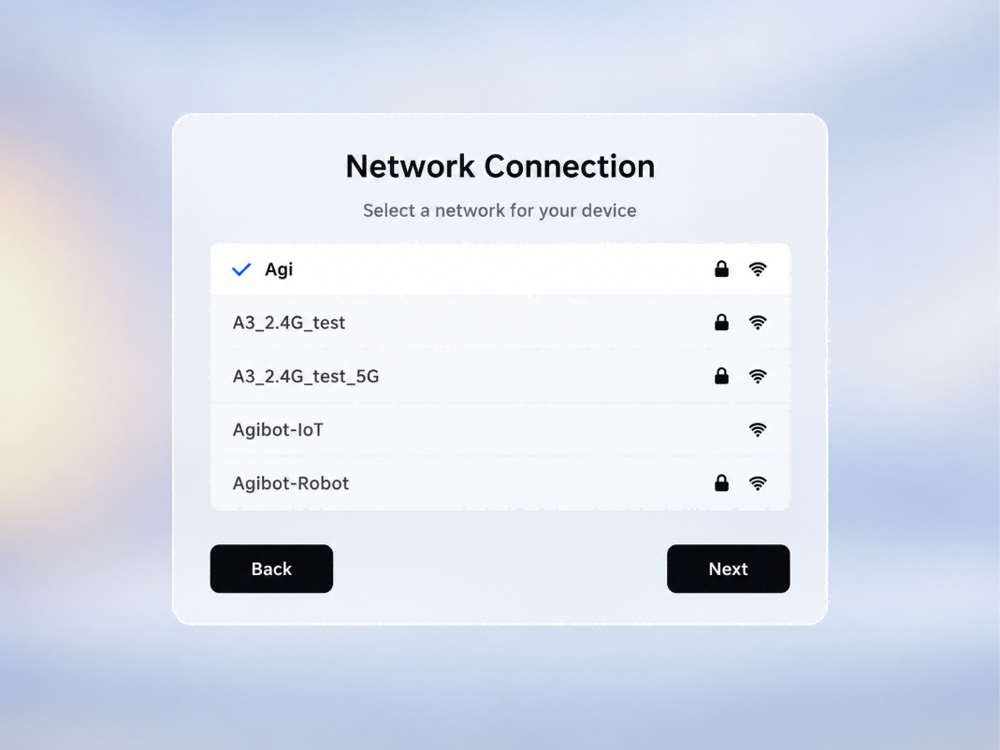 Network Connection
Select a network for your device
Agi
A3_2.4G_test
A3_2.4G_test_5G
Agibot-IoT
Agibot-Robot
Back
Next